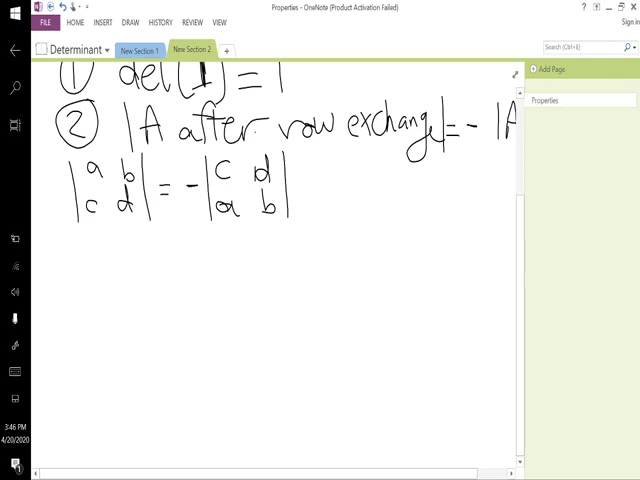 Properties - OneNote (Product Activation Failed)
FILE HOME INSERT DRAW HISTORY REVIEW VIEW
Sign in
Determinant New Section 1 New Section 2 +
Search (Ctrl+E)
Add Page
Properties
① det(I) = 1
② |A after row exchange| = - |A
|a b| = - |c d|
|c d| |a b|
3:46 PM
4/20/2020